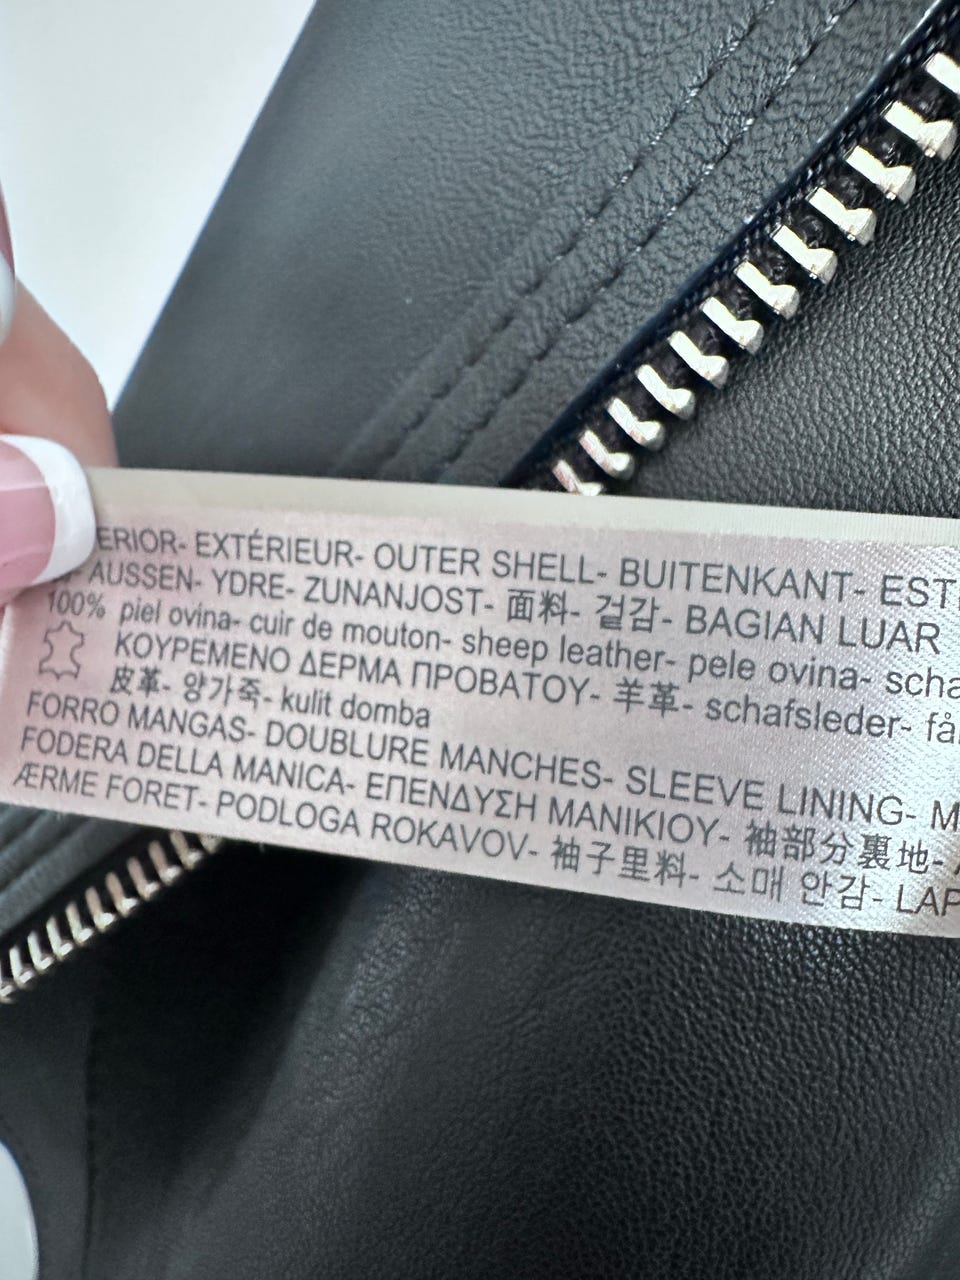 ERIOR- EXTÉRIEUR- OUTER SHELL- BUITENKANT- EST
AUSSEN- YDRE- ZUNANJOST- 面料- 겉감- BAGIAN LUAR
100% piel ovina- cuir de mouton- sheep leather- pele ovina- scha
ΚΟΥΡΕΜΕΝΟ ΔΕΡΜΑ ΠΡΟΒΑΤΟΥ- 羊革- schafsleder- få
皮革- 양가죽- kulit domba
FORRO MANGAS- DOUBLURE MANCHES- SLEEVE LINING- M
FODERA DELLA MANICA- ΕΠΕΝΔΥΣΗ ΜΑΝΙΚΙΟΥ- 袖部分裏地-
ÆRME FORET- PODLOGA ROKAVOV- 袖子里料- 소매 안감- LAP